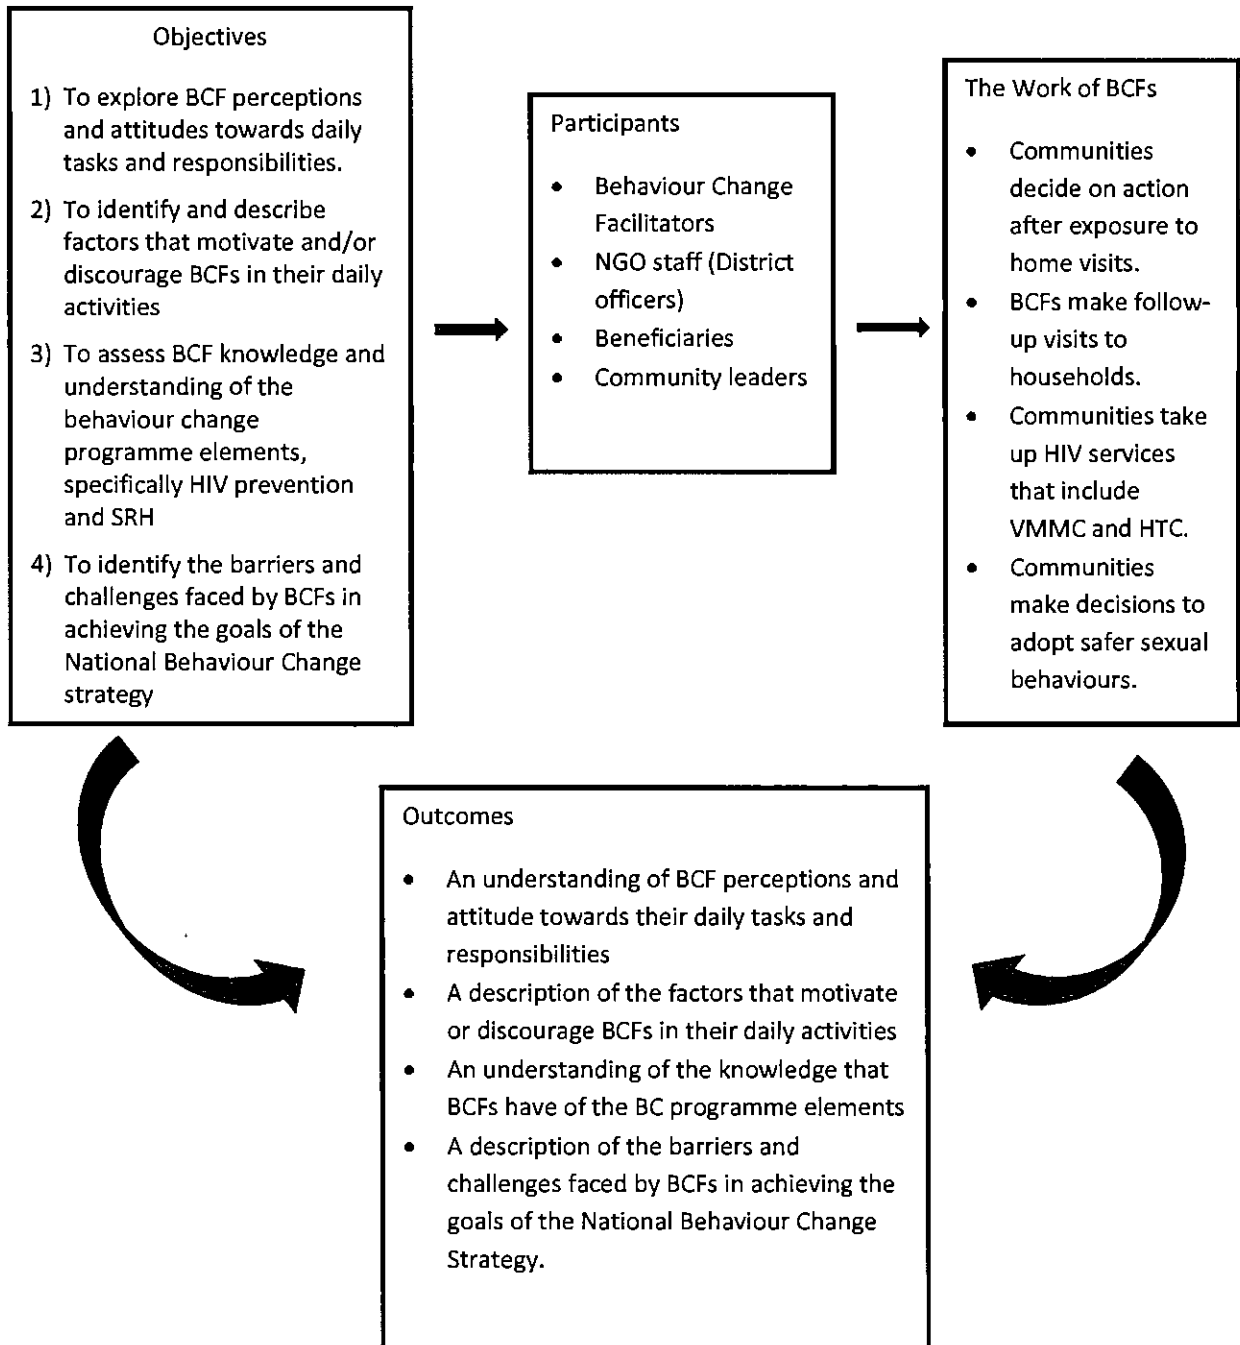 Objectives
1) To explore BCF perceptions
and attitudes towards daily
tasks and responsibilities.
2) To identify and describe
factors that motivate and/or
discourage BCFs in their daily
activities
3) To assess BCF knowledge and
understanding of the
behaviour change
programme elements,
specifically HIV prevention
and SRH
4) To identify the barriers and
challenges faced by BCFs in
achieving the goals of the
National Behaviour Change
strategy
Participants
• Behaviour Change
Facilitators
• NGO staff (District
officers)
• Beneficiaries
• Community leaders
The Work of BCFs
• Communities
decide on action
after exposure to
home visits.
• BCFs make follow-
up visits to
households.
• Communities take
up HIV services
that include
VMMC and HTC.
• Communities
make decisions to
adopt safer sexual
behaviours.
Outcomes
• An understanding of BCF perceptions and
attitude towards their daily tasks and
responsibilities
• A description of the factors that motivate
or discourage BCFs in their daily activities
• An understanding of the knowledge that
BCFs have of the BC programme elements
• A description of the barriers and
challenges faced by BCFs in achieving the
goals of the National Behaviour Change
Strategy.